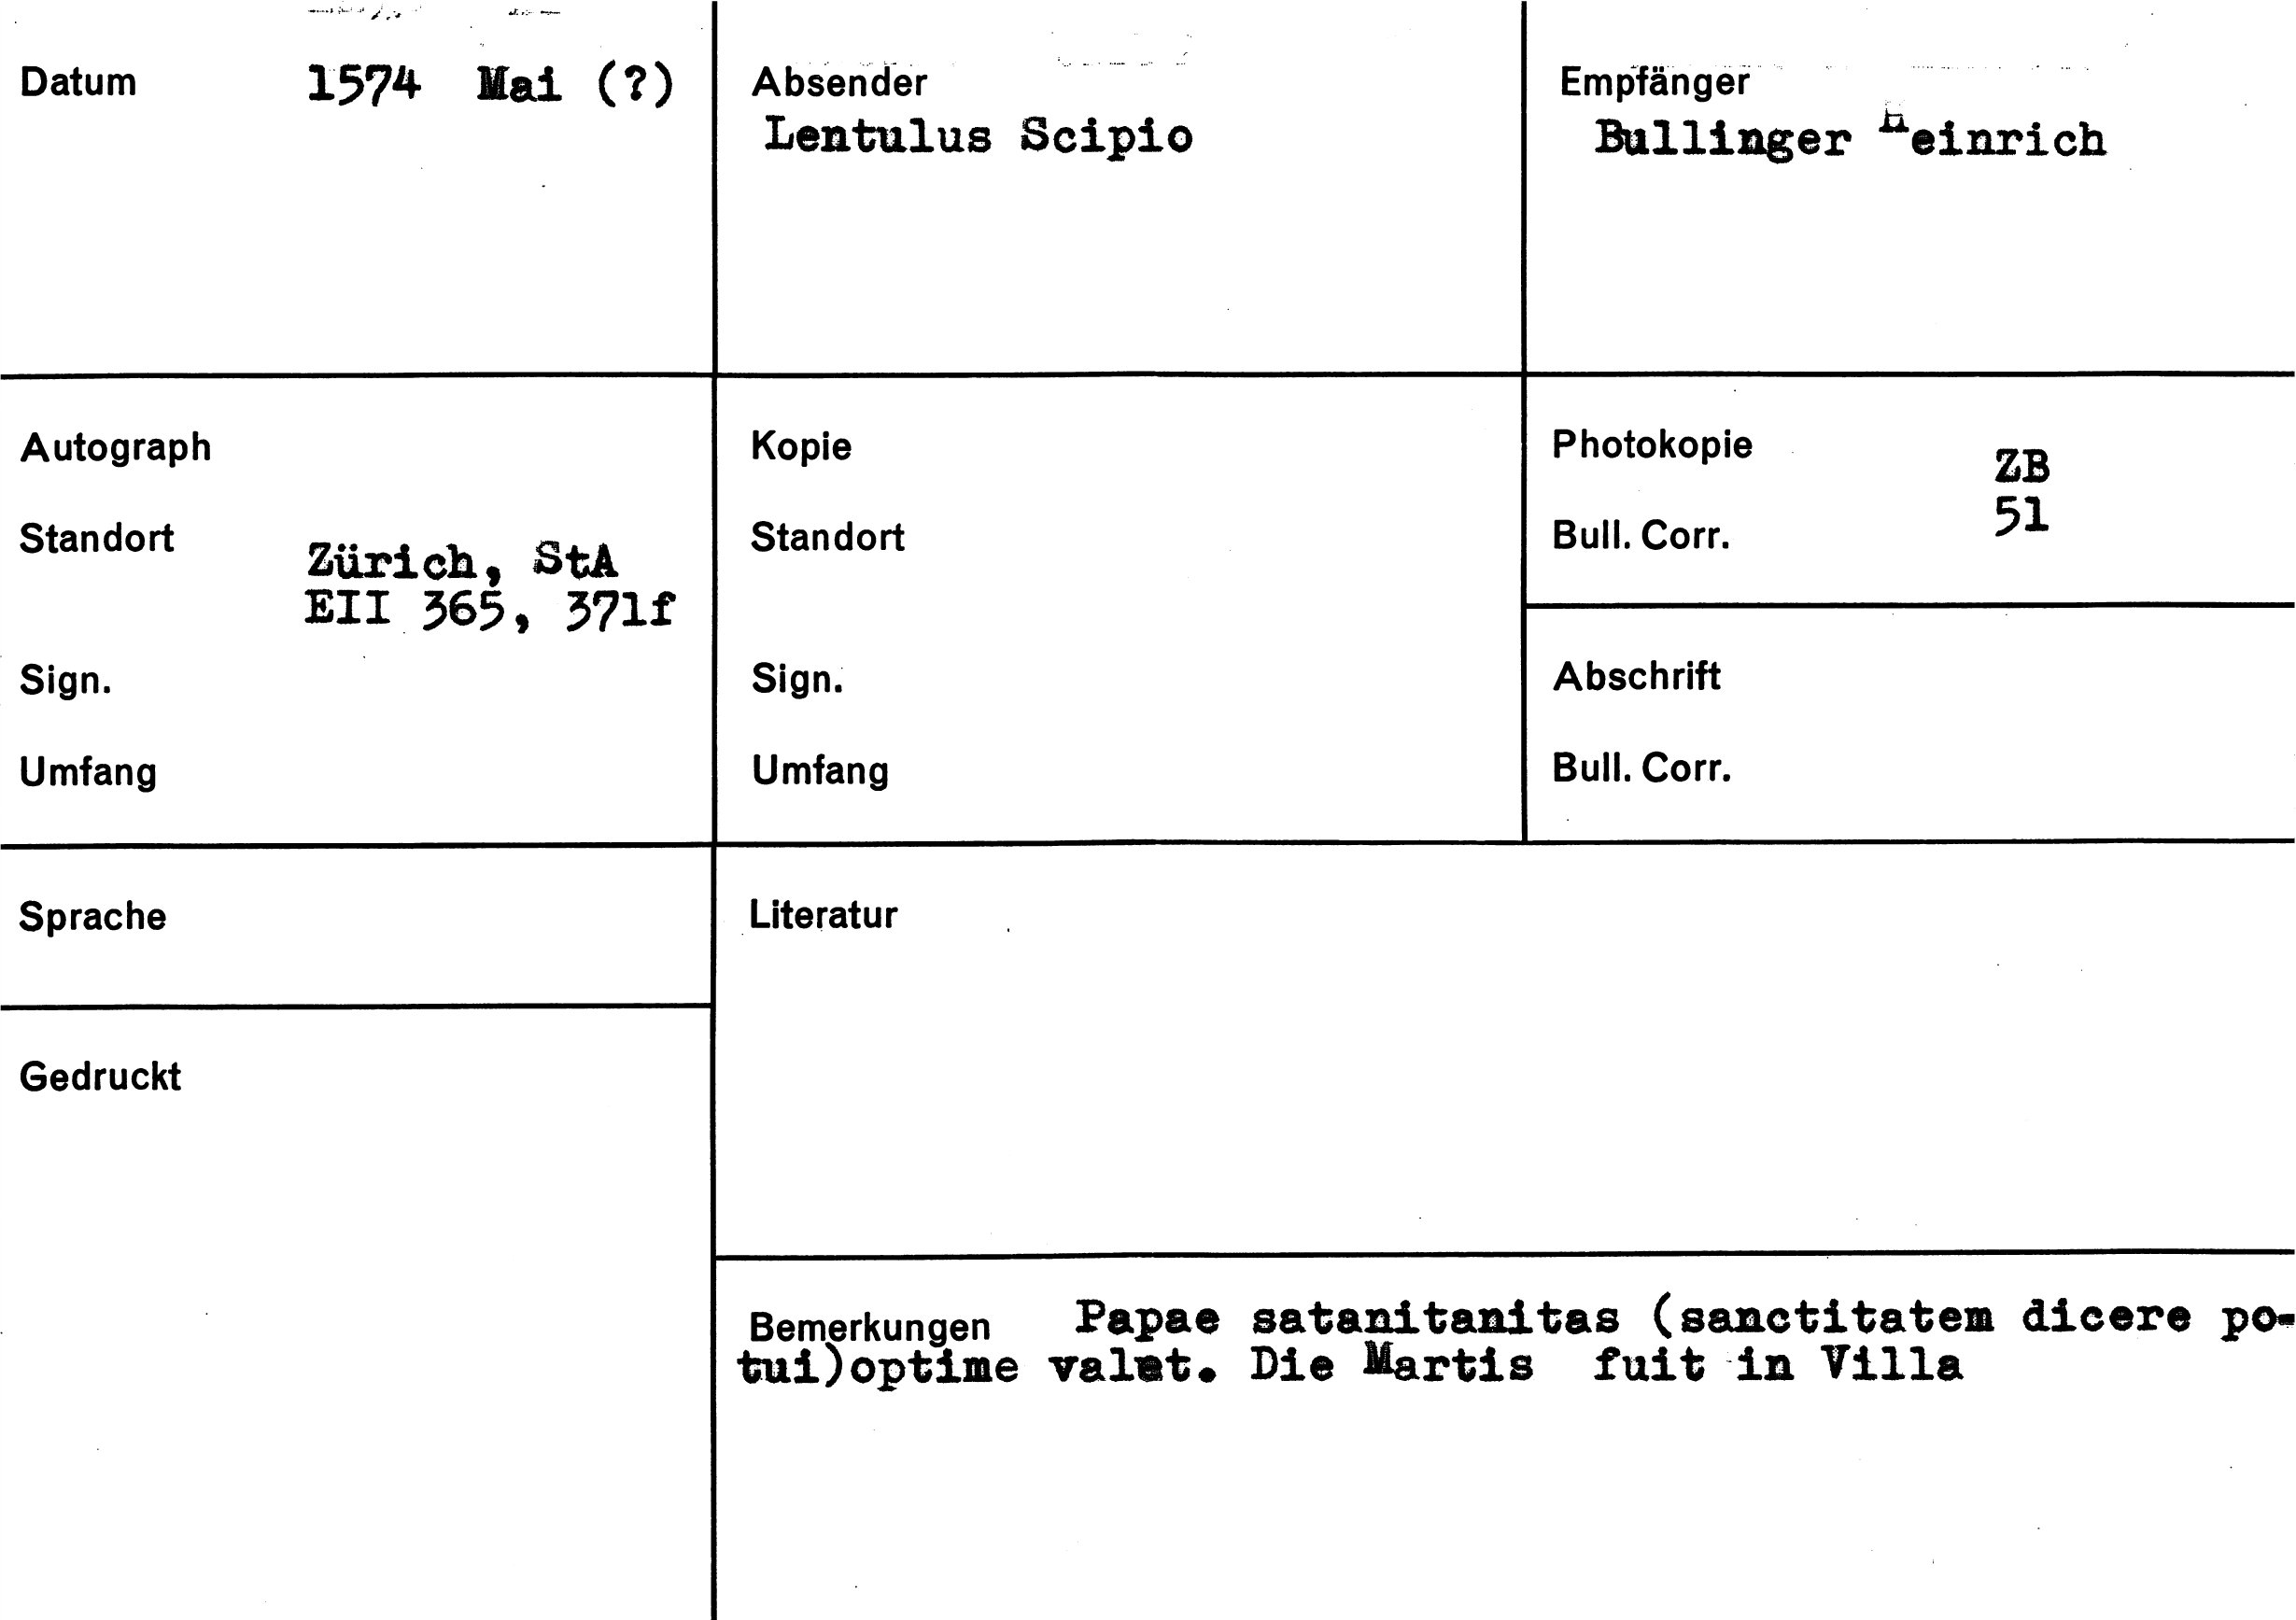 Datum 1574 Mai (?)
Absender
Lentulus Scipio
Empfänger
Bullinger Heinrich
Autograph
Standort
Zürich, StA
EII 365, 371f
Sign.
Umfang
Kopie
Standort
Sign.
Umfang
Photokopie ZB
Bull. Corr. 51
Abschrift
Bull. Corr.
Sprache
Literatur
Gedruckt
Bemerkungen Papae satanitanitas (sanctitatem dicere po-
tui)optime valet. Die Martis fuit in Villa